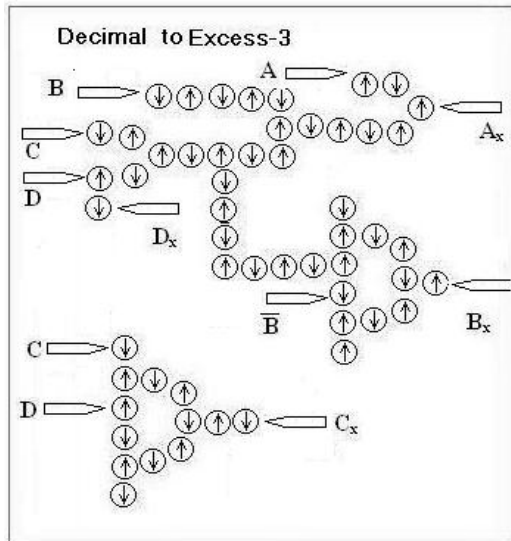 Decimal to Excess-3
A
B
Aₓ
C
D
Dₓ
B̅
Bₓ
C
D
Cₓ